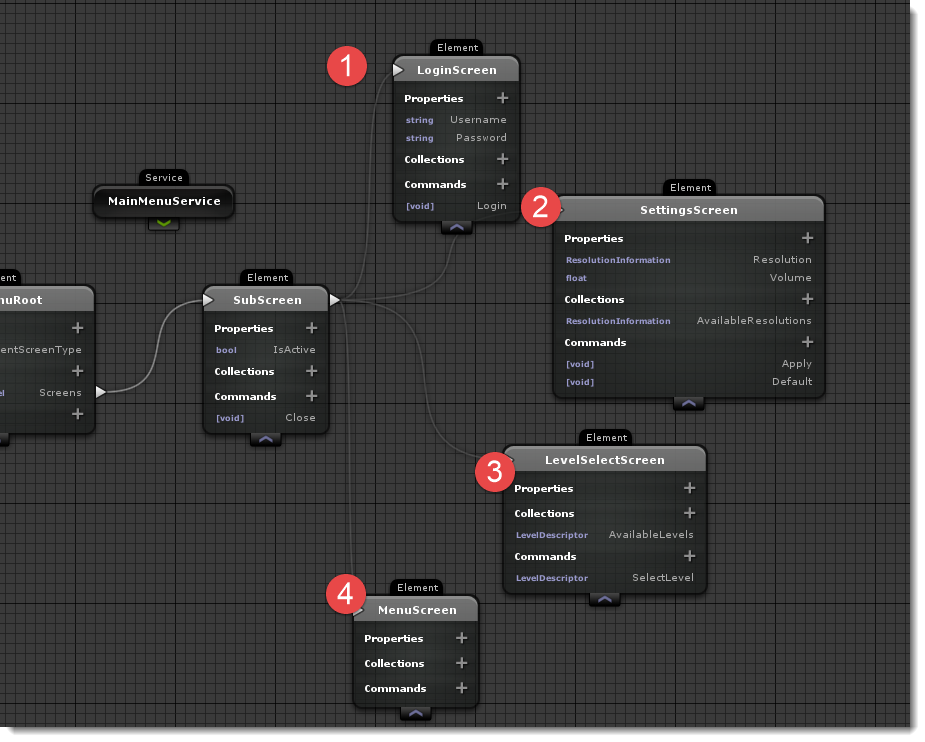 1
Element
LoginScreen
Properties
string Username
string Password
Collections
Commands
[void] Login
Service
MainMenuService
2
Element
SettingsScreen
Properties
ResolutionInformation Resolution
float Volume
Collections
ResolutionInformation AvailableResolutions
Commands
[void] Apply
[void] Default
ent
nuRoot
entScreenType
el Screens
Element
SubScreen
Properties
bool IsActive
Collections
Commands
[void] Close
3
Element
LevelSelectScreen
Properties
Collections
LevelDescriptor AvailableLevels
Commands
LevelDescriptor SelectLevel
4
Element
MenuScreen
Properties
Collections
Commands